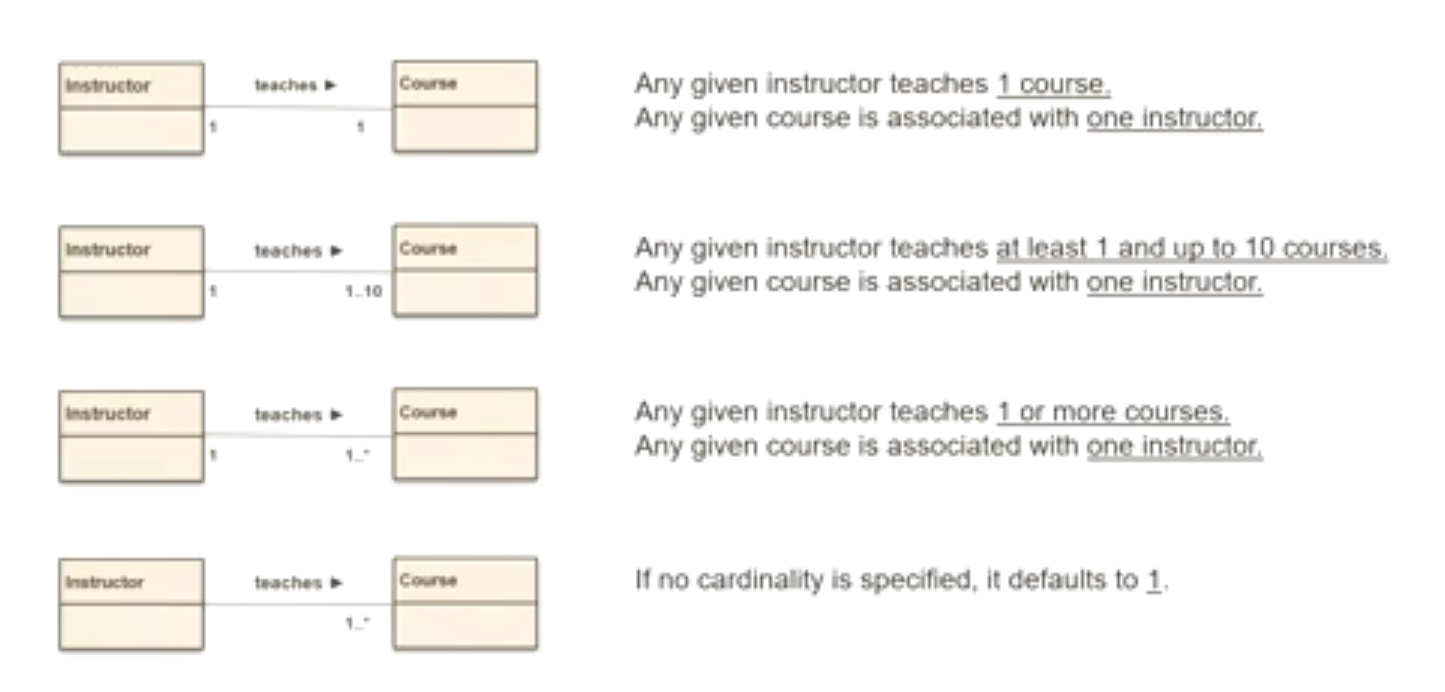 Instructor
teaches ►
Course
1
1
Any given instructor teaches 1 course.
Any given course is associated with one instructor.
Instructor
teaches ►
Course
1
1..10
Any given instructor teaches at least 1 and up to 10 courses.
Any given course is associated with one instructor.
Instructor
teaches ►
Course
1
1..*
Any given instructor teaches 1 or more courses.
Any given course is associated with one instructor.
Instructor
teaches ►
Course
1..*
If no cardinality is specified, it defaults to 1.